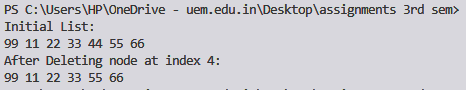 PS C:\Users\HP\OneDrive - uem.edu.in\Desktop\assignments 3rd sem>
Initial List:
99 11 22 33 44 55 66
After Deleting node at index 4:
99 11 22 33 55 66